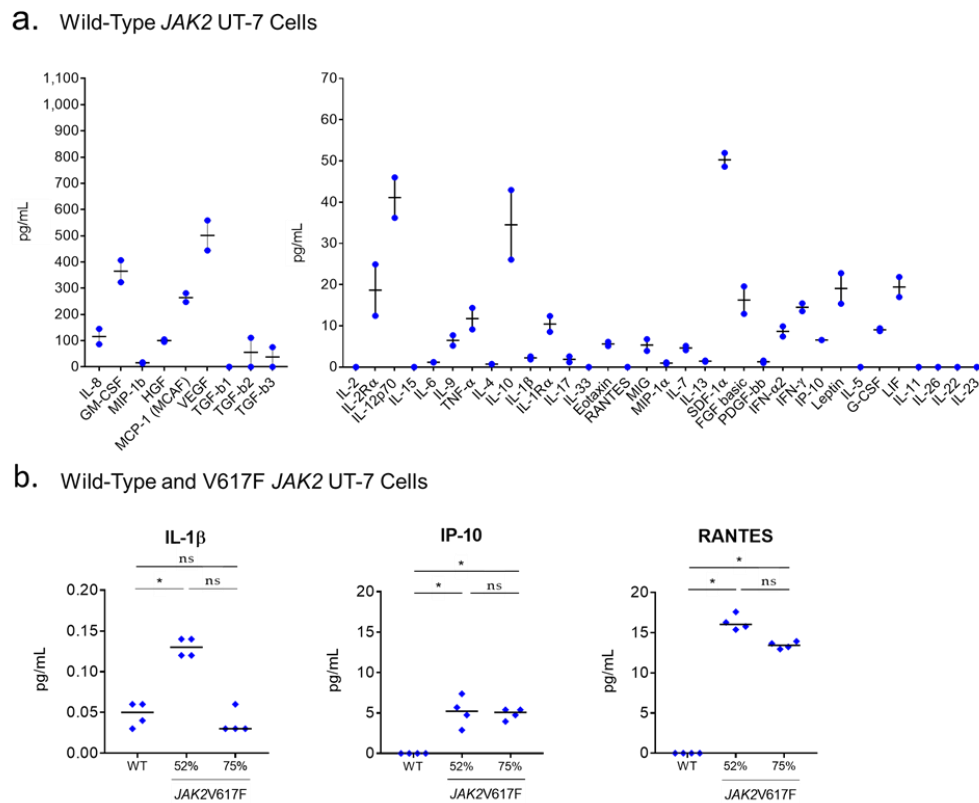 a. Wild-Type JAK2 UT-7 Cells
1,100
1,000
900
800
700
600
500
400
300
200
100
0
pg/mL
IL-8
GM-CSF
MIP-1b
HGF
MCP-1 (MCAF)
VEGF
TGF-b1
TGF-b2
TGF-b3
70
60
50
40
30
20
10
0
pg/mL
IL-2
IL-2Rα
IL-12p70
IL-15
IL-6
IL-9
TNF-α
IL-4
IL-10
IL-1β
IL-1Rα
IL-17
IL-33
Eotaxin
RANTES
MIG
MIP-1α
IL-7
IL-13
SDF-1α
FGF basic
PDGF-bb
IFN-α2
IFN-γ
IP-10
Leptin
IL-5
G-CSF
LIF
IL-11
IL-26
IL-22
IL-23
b. Wild-Type and V617F JAK2 UT-7 Cells
IL-1β
ns
* ns
0.15
0.10
0.05
0.00
pg/mL
WT 52% 75%
JAK2V617F
IP-10
*
* ns
20
15
10
5
0
pg/mL
WT 52% 75%
JAK2V617F
RANTES
*
* ns
20
15
10
5
0
pg/mL
WT 52% 75%
JAK2V617F